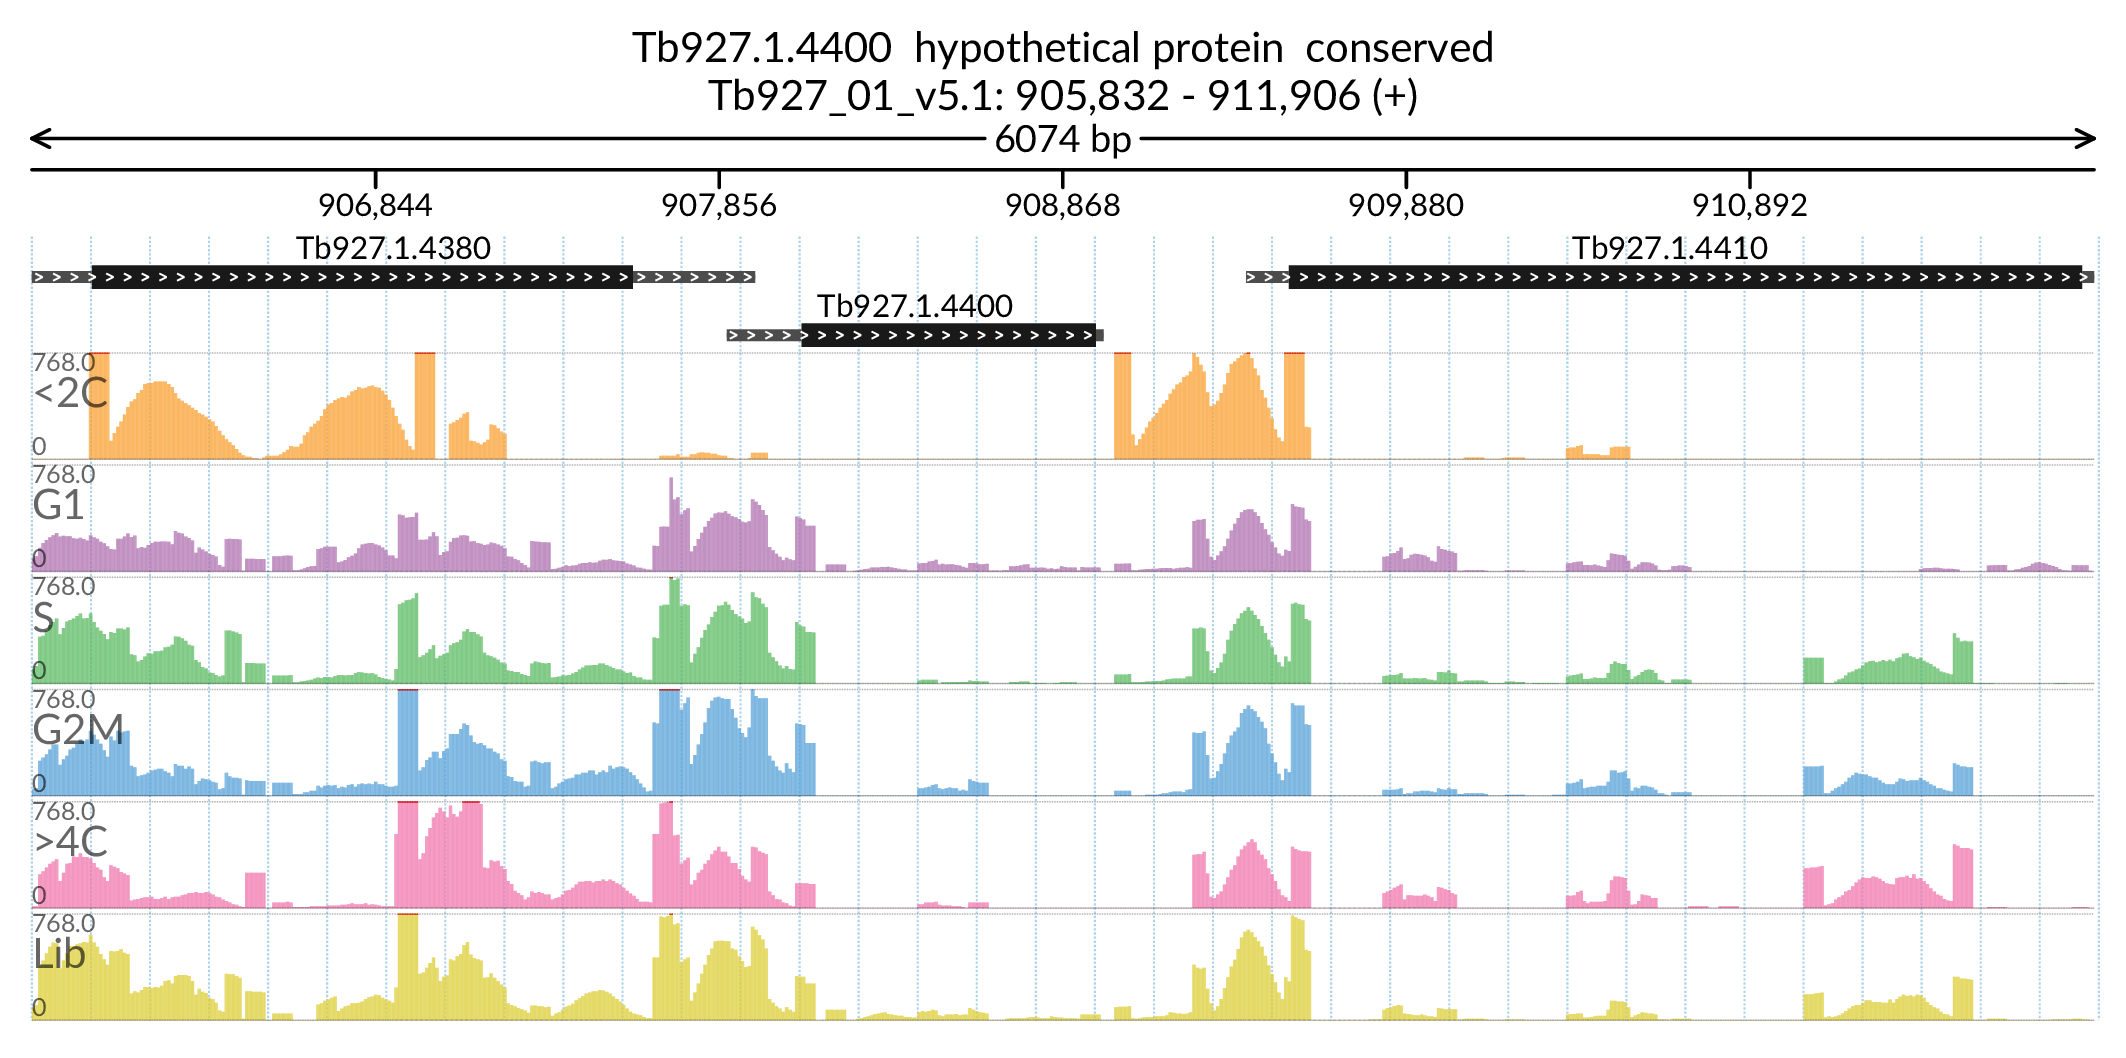 Tb927.1.4400 hypothetical protein conserved
Tb927_01_v5.1: 905,832 - 911,906 (+)
6074 bp
906,844 907,856 908,868 909,880 910,892
Tb927.1.4380 Tb927.1.4410
Tb927.1.4400
768.0
<2C
0
768.0
G1
0
768.0
S
0
768.0
G2M
0
768.0
>4C
0
768.0
Lib
0